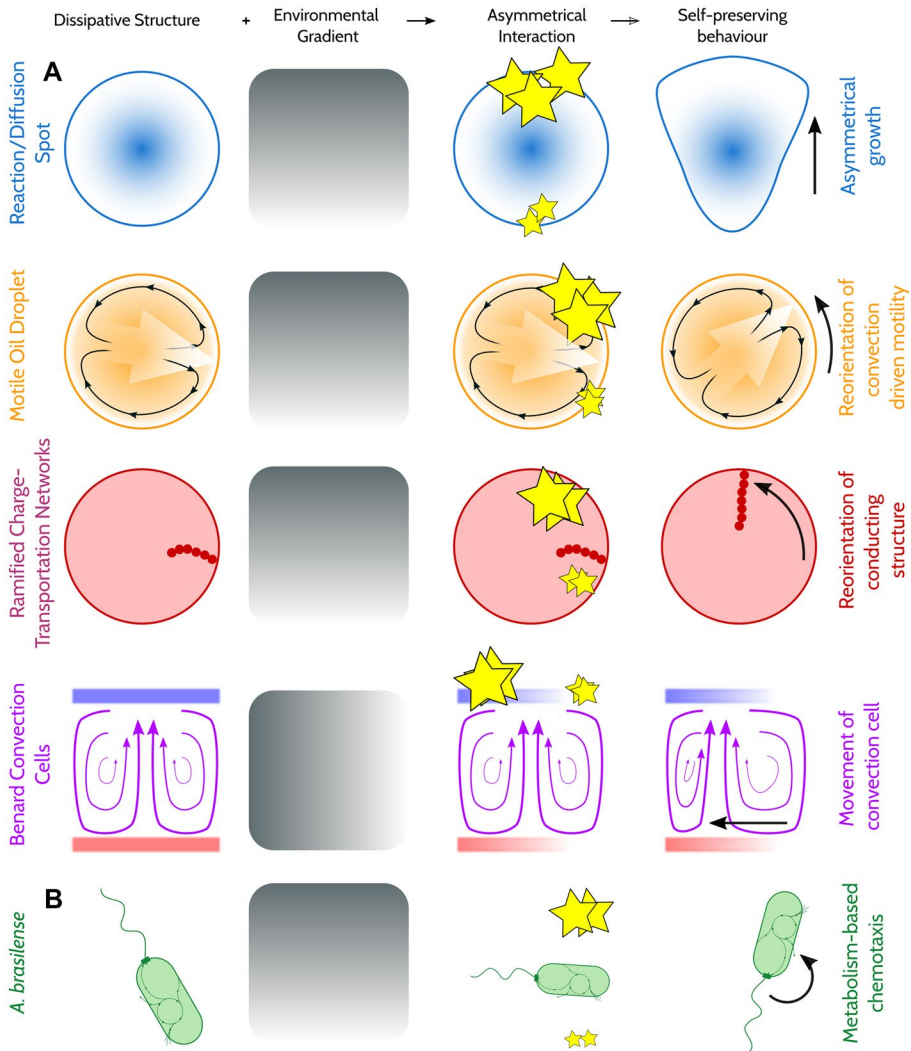 Dissipative Structure + Environmental Gradient Asymmetrical Interaction Self-preserving behaviour
A
Reaction/Diffusion
Spot
Asymmetrical
growth
Motile Oil Droplet
Reorientation of
convection
driven motility
Ramified Charge-
Transportation Networks
Reorientation of
conducting
structure
Benard Convection
Cells
Movement of
convection cell
B
A. brasilense
Metabolism-based
chemotaxis